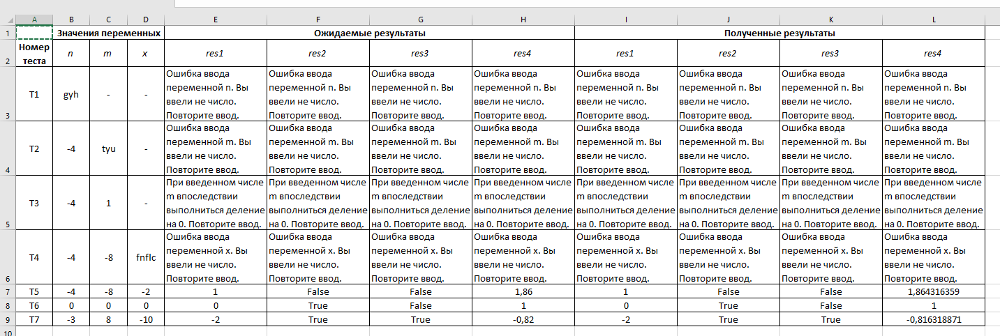 A B C D E F G H I J K L
1 Значения переменных Ожидаемые результаты Полученные результаты
Номер
2 теста n m x res1 res2 res3 res4 res1 res2 res3 res4
Ошибка ввода Ошибка ввода Ошибка ввода Ошибка ввода Ошибка ввода Ошибка ввода Ошибка ввода Ошибка ввода
переменной n. Вы переменной n. Вы переменной n. Вы переменной n. Вы переменной n. Вы переменной n. Вы переменной n. Вы переменной n. Вы
T1 gyh - - ввели не число. ввели не число. ввели не число. ввели не число. ввели не число. ввели не число. ввели не число. ввели не число.
3 Повторите ввод. Повторите ввод. Повторите ввод. Повторите ввод. Повторите ввод. Повторите ввод. Повторите ввод. Повторите ввод.
Ошибка ввода Ошибка ввода Ошибка ввода Ошибка ввода Ошибка ввода Ошибка ввода Ошибка ввода Ошибка ввода
переменной m. Вы переменной m. Вы переменной m. Вы переменной m. Вы переменной m. Вы переменной m. Вы переменной m. Вы переменной m. Вы
T2 -4 tyu - ввели не число. ввели не число. ввели не число. ввели не число. ввели не число. ввели не число. ввели не число. ввели не число.
4 Повторите ввод. Повторите ввод. Повторите ввод. Повторите ввод. Повторите ввод. Повторите ввод. Повторите ввод. Повторите ввод.
При введенном числе При введенном числе При введенном числе При введенном числе При введенном числе При введенном числе При введенном числе При введенном числе
m впоследствии m впоследствии m впоследствии m впоследствии m впоследствии m впоследствии m впоследствии m впоследствии
T3 -4 1 - выполниться деление выполниться деление выполниться деление выполниться деление выполниться деление выполниться деление выполниться деление выполниться деление
5 на 0. Повторите ввод. на 0. Повторите ввод. на 0. Повторите ввод. на 0. Повторите ввод. на 0. Повторите ввод. на 0. Повторите ввод. на 0. Повторите ввод. на 0. Повторите ввод.
Ошибка ввода Ошибка ввода Ошибка ввода Ошибка ввода Ошибка ввода Ошибка ввода Ошибка ввода Ошибка ввода
переменной x. Вы переменной x. Вы переменной x. Вы переменной x. Вы переменной x. Вы переменной x. Вы переменной x. Вы переменной x. Вы
T4 -4 -8 fnflc ввели не число. ввели не число. ввели не число. ввели не число. ввели не число. ввели не число. ввели не число. ввели не число.
6 Повторите ввод. Повторите ввод. Повторите ввод. Повторите ввод. Повторите ввод. Повторите ввод. Повторите ввод. Повторите ввод.
7 T5 -4 -8 -2 1 False False 1,86 1 False False 1,864316359
8 T6 0 0 0 0 True False 1 0 True False 1
9 T7 -3 8 -10 -2 True True -0,82 -2 True True -0,816318871
10